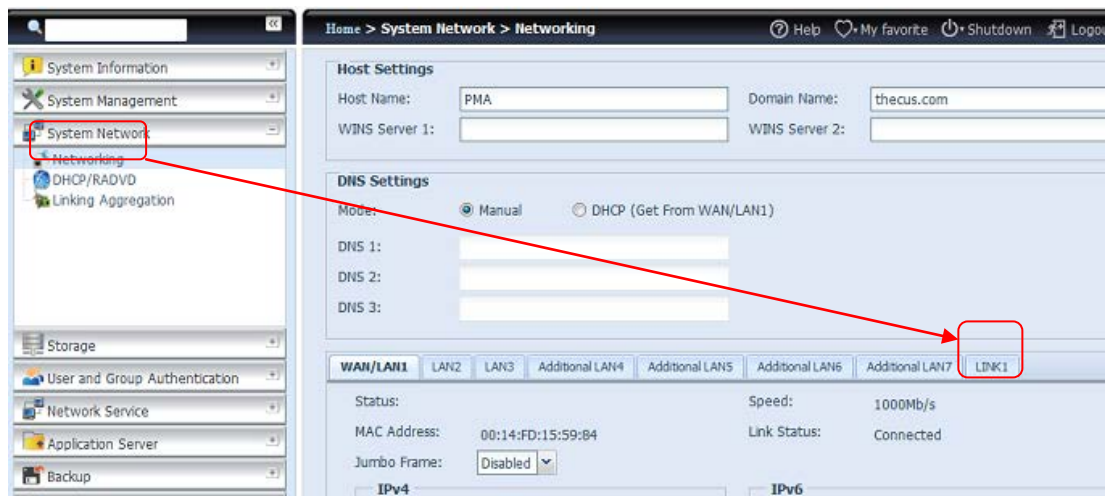 Home > System Network > Networking
Help My favorite Shutdown Logou
System Information
System Management
System Network
Networking
DHCP/RADVD
Linking Aggregation
Storage
User and Group Authentication
Network Service
Application Server
Backup
Host Settings
Host Name: PMA Domain Name: thecus.com
WINS Server 1: WINS Server 2:
DNS Settings
Mode: Manual DHCP (Get From WAN/LAN1)
DNS 1:
DNS 2:
DNS 3:
WAN/LAN1 LAN2 LAN3 Additional LAN4 Additional LAN5 Additional LAN6 Additional LAN7 LINK1
Status: Speed: 1000Mb/s
MAC Address: 00:14:FD:15:59:84 Link Status: Connected
Jumbo Frame: Disabled
IPv4 IPv6